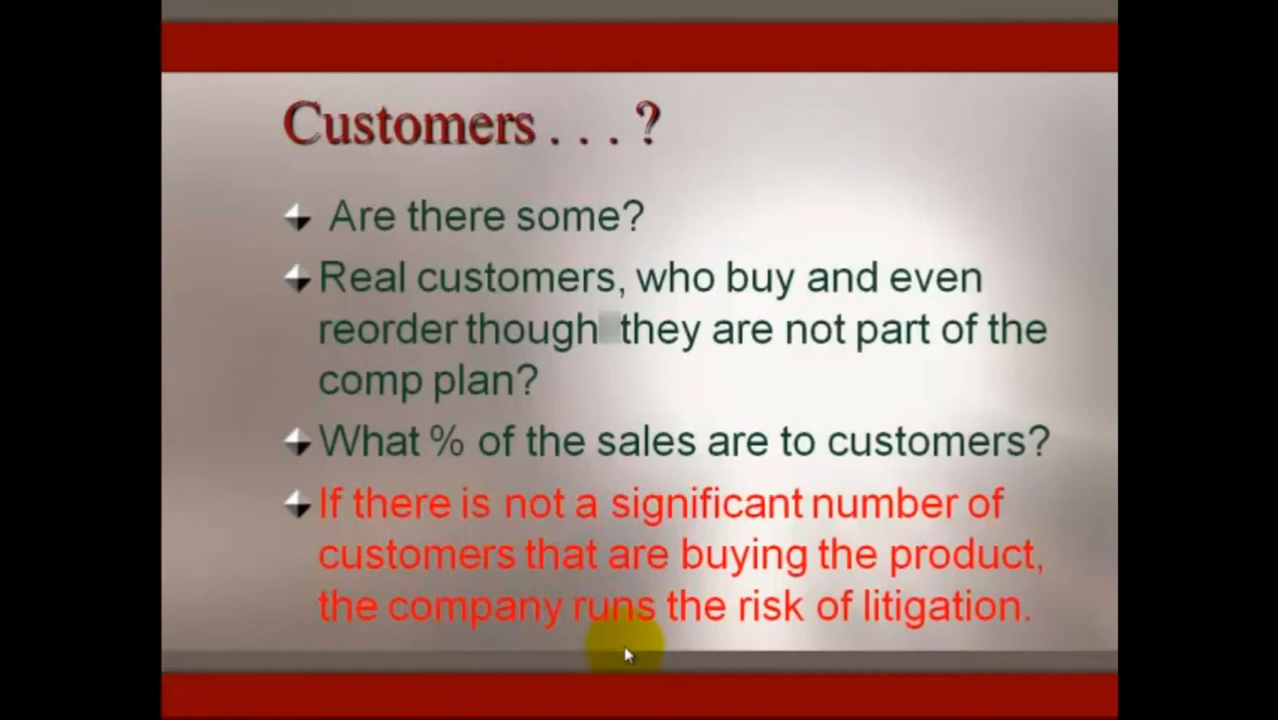 Customers . . . ?
Are there some?
Real customers, who buy and even
reorder though they are not part of the
comp plan?
What % of the sales are to customers?
If there is not a significant number of
customers that are buying the product,
the company runs the risk of litigation.